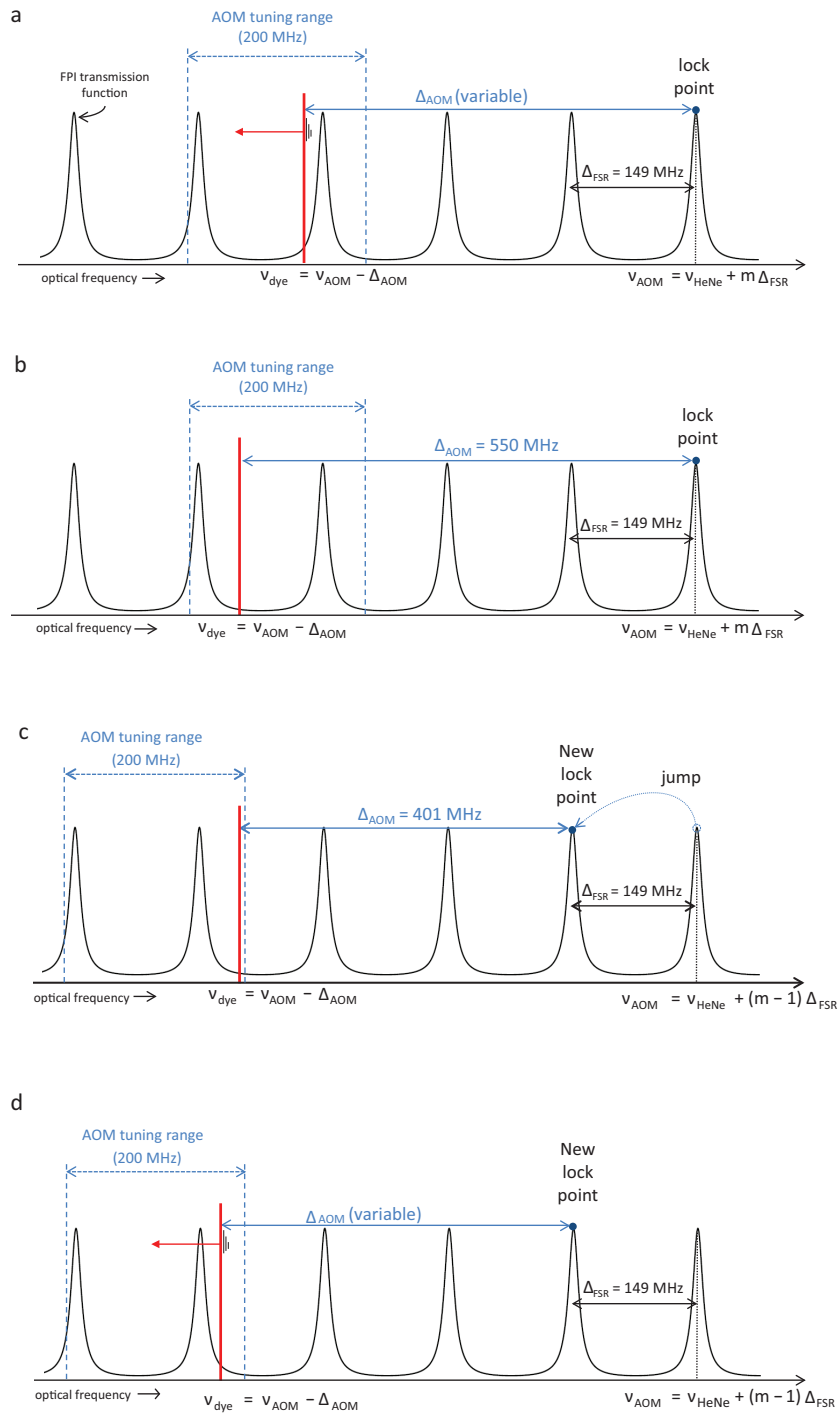 a
AOM tuning range
(200 MHz)
FPI transmission
function
lock
point
Δ_AOM (variable)
Δ_FSR = 149 MHz
optical frequency →
ν_dye = ν_AOM − Δ_AOM
ν_AOM = ν_HeNe + m Δ_FSR
b
AOM tuning range
(200 MHz)
lock
point
Δ_AOM = 550 MHz
Δ_FSR = 149 MHz
optical frequency →
ν_dye = ν_AOM − Δ_AOM
ν_AOM = ν_HeNe + m Δ_FSR
c
AOM tuning range
(200 MHz)
New
lock
point
jump
Δ_AOM = 401 MHz
Δ_FSR = 149 MHz
optical frequency →
ν_dye = ν_AOM − Δ_AOM
ν_AOM = ν_HeNe + (m − 1) Δ_FSR
d
AOM tuning range
(200 MHz)
New
lock
point
Δ_AOM (variable)
Δ_FSR = 149 MHz
optical frequency →
ν_dye = ν_AOM − Δ_AOM
ν_AOM = ν_HeNe + (m − 1) Δ_FSR